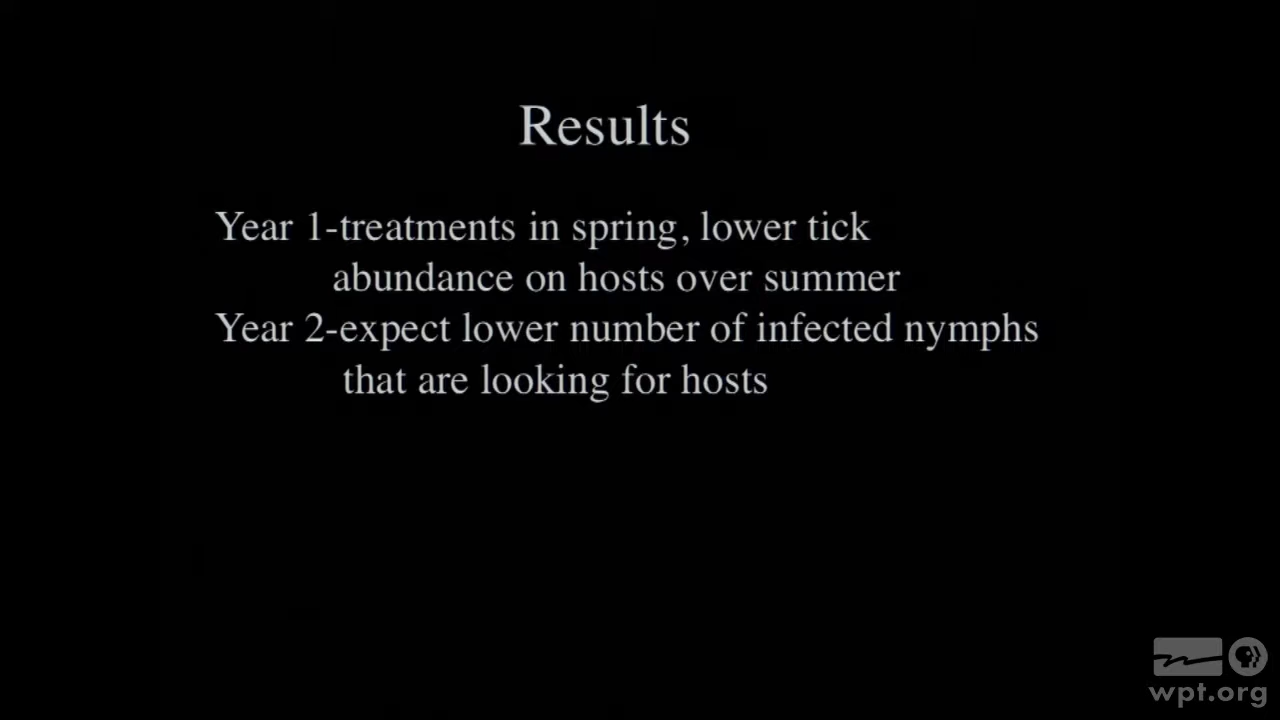 Results
Year 1-treatments in spring, lower tick
abundance on hosts over summer
Year 2-expect lower number of infected nymphs
that are looking for hosts
wpt.org